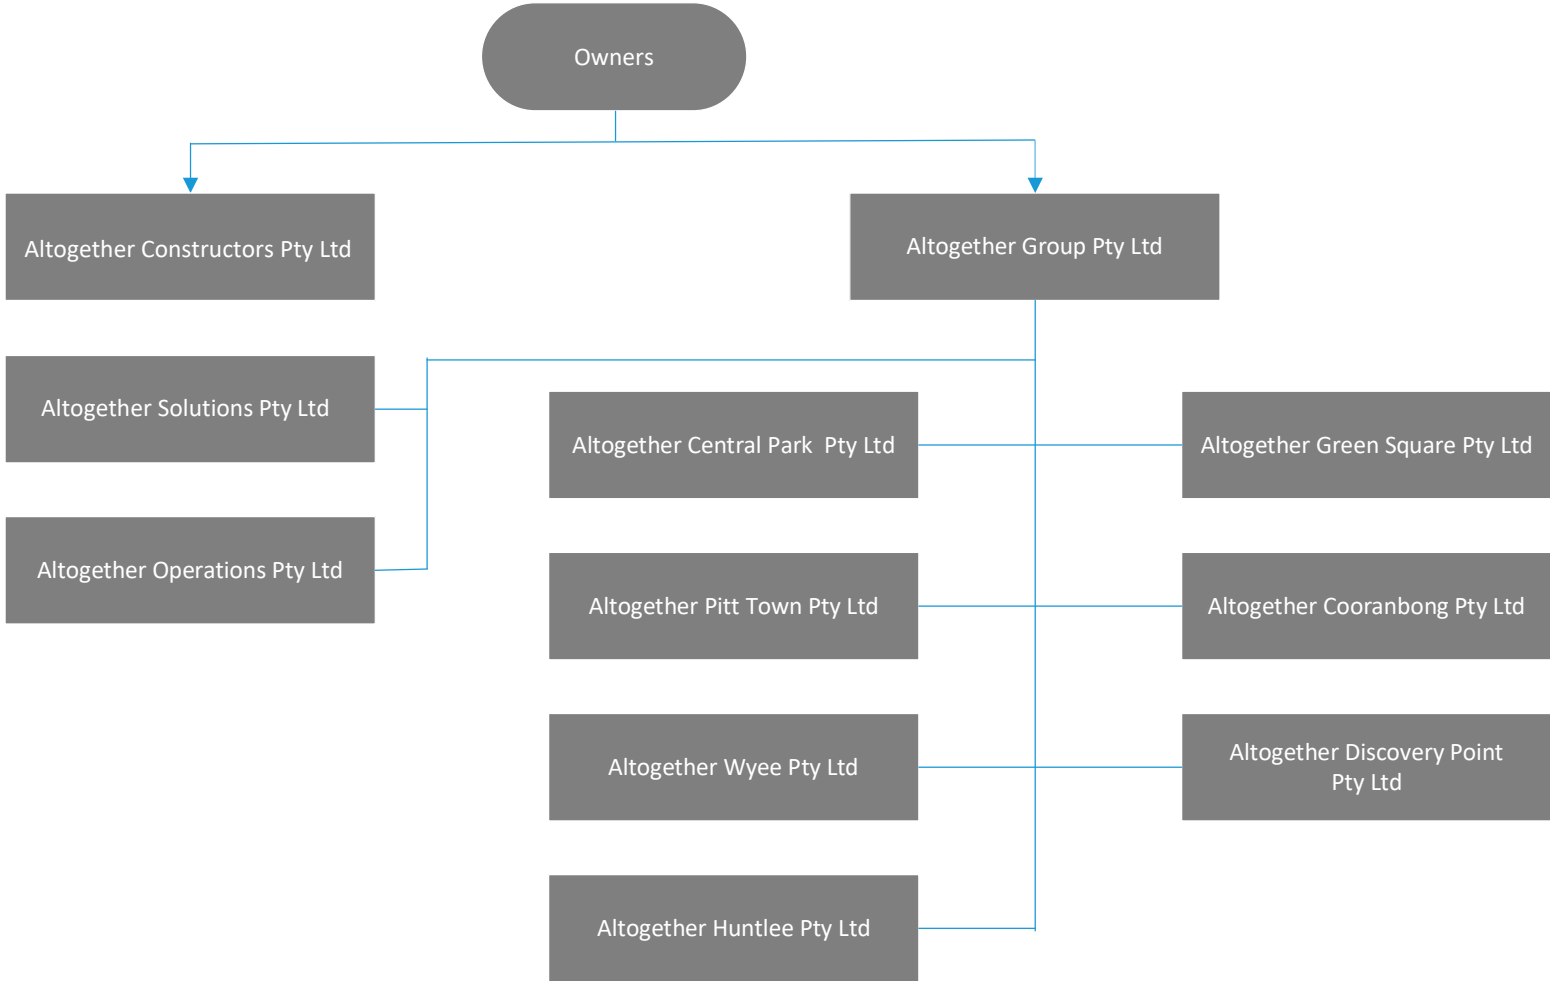 Owners
Altogether Constructors Pty Ltd
Altogether Group Pty Ltd
Altogether Solutions Pty Ltd
Altogether Central Park  Pty Ltd
Altogether Green Square Pty Ltd
Altogether Operations Pty Ltd
Altogether Pitt Town Pty Ltd
Altogether Cooranbong Pty Ltd
Altogether Wyee Pty Ltd
Altogether Discovery Point
Pty Ltd
Altogether Huntlee Pty Ltd